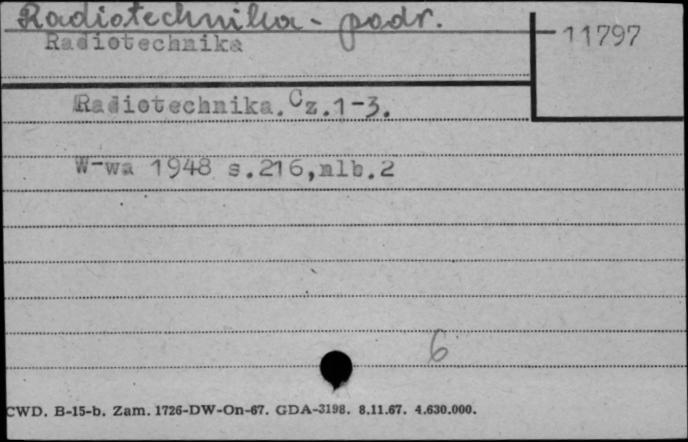 Radiotechnika - podr.
Radiotechnika
11797
Radiotechnika. Cz.1-3.
W-wa 1948 s.216,nlb.2
6
CWD. B-15-b. Zam. 1726-DW-On-67. GDA-3198. 8.11.67. 4.630.000.